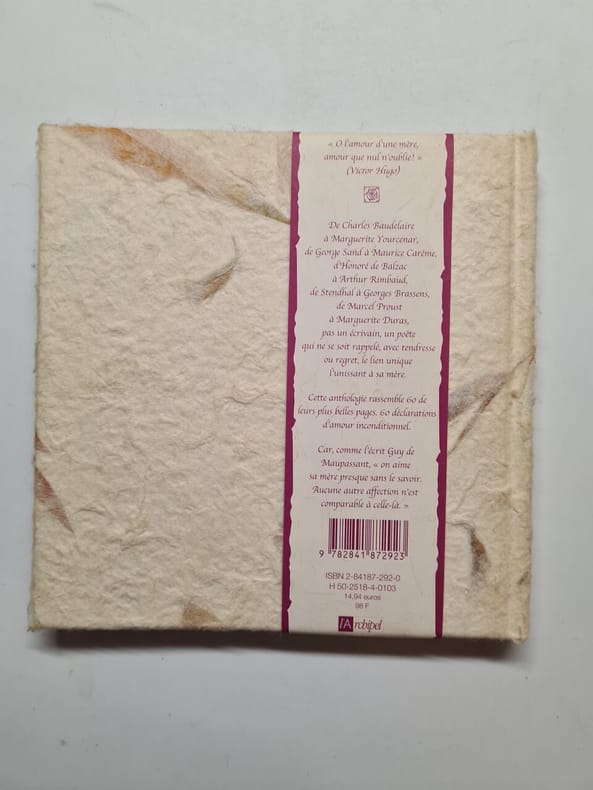 « O l'amour d'une mère,
amour que nul n'oublie! »
(Victor Hugo)
De Charles Baudelaire
à Marguerite Yourcenar,
de George Sand à Maurice Carême,
d'Honoré de Balzac
à Arthur Rimbaud,
de Stendhal à Georges Brassens,
de Marcel Proust
à Marguerite Duras,
pas un écrivain, un poète
qui ne se soit rappelé, avec tendresse
ou regret, le lien unique
l'unissant à sa mère.
Cette anthologie rassemble 60 de
leurs plus belles pages. 60 déclarations
d'amour inconditionnel.
Car, comme l'écrit Guy de
Maupassant, « on aime
sa mère presque sans le savoir.
Aucune autre affection n'est
comparable à celle-là. »
9 782841 872923
ISBN 2-84187-292-0
H 50-2518-4-0103
14,94 euros
98 F
l'Archipel